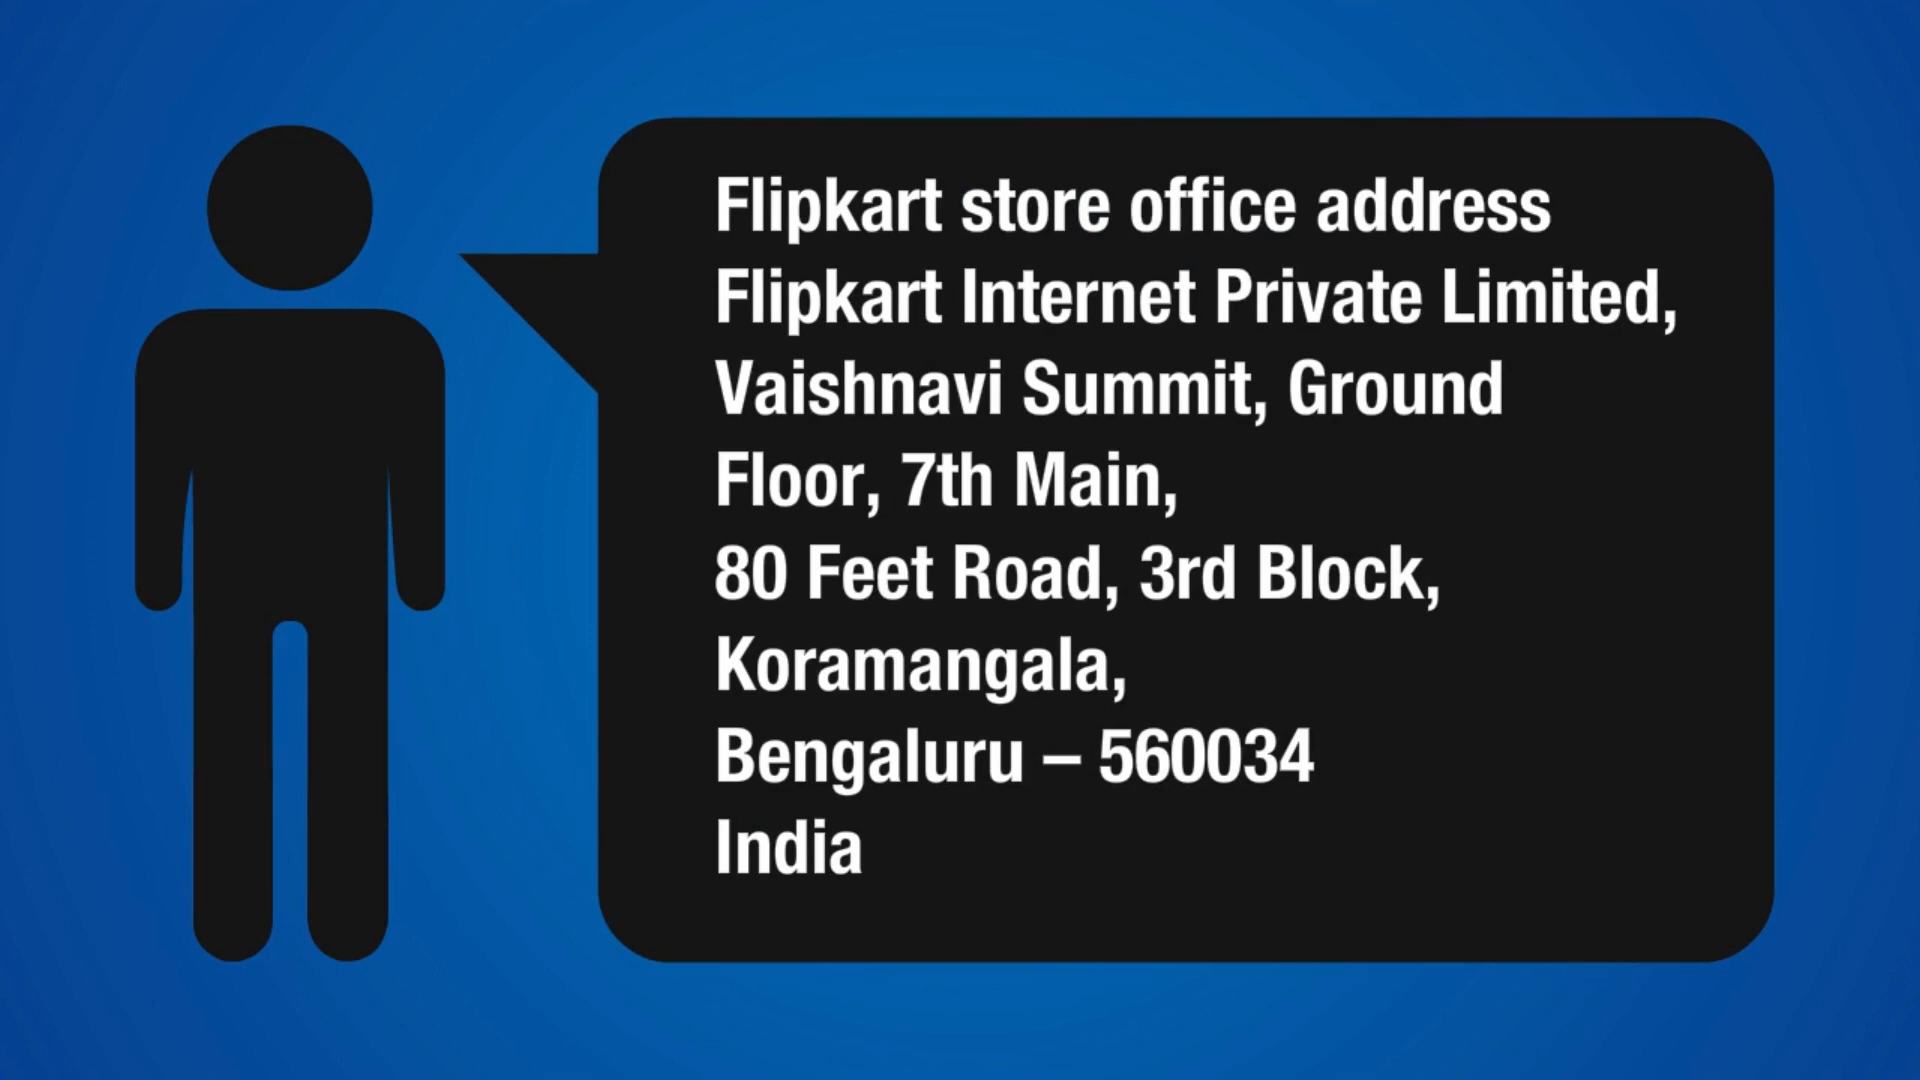 Flipkart store office address
Flipkart Internet Private Limited,
Vaishnavi Summit, Ground
Floor, 7th Main,
80 Feet Road, 3rd Block,
Koramangala,
Bengaluru – 560034
India